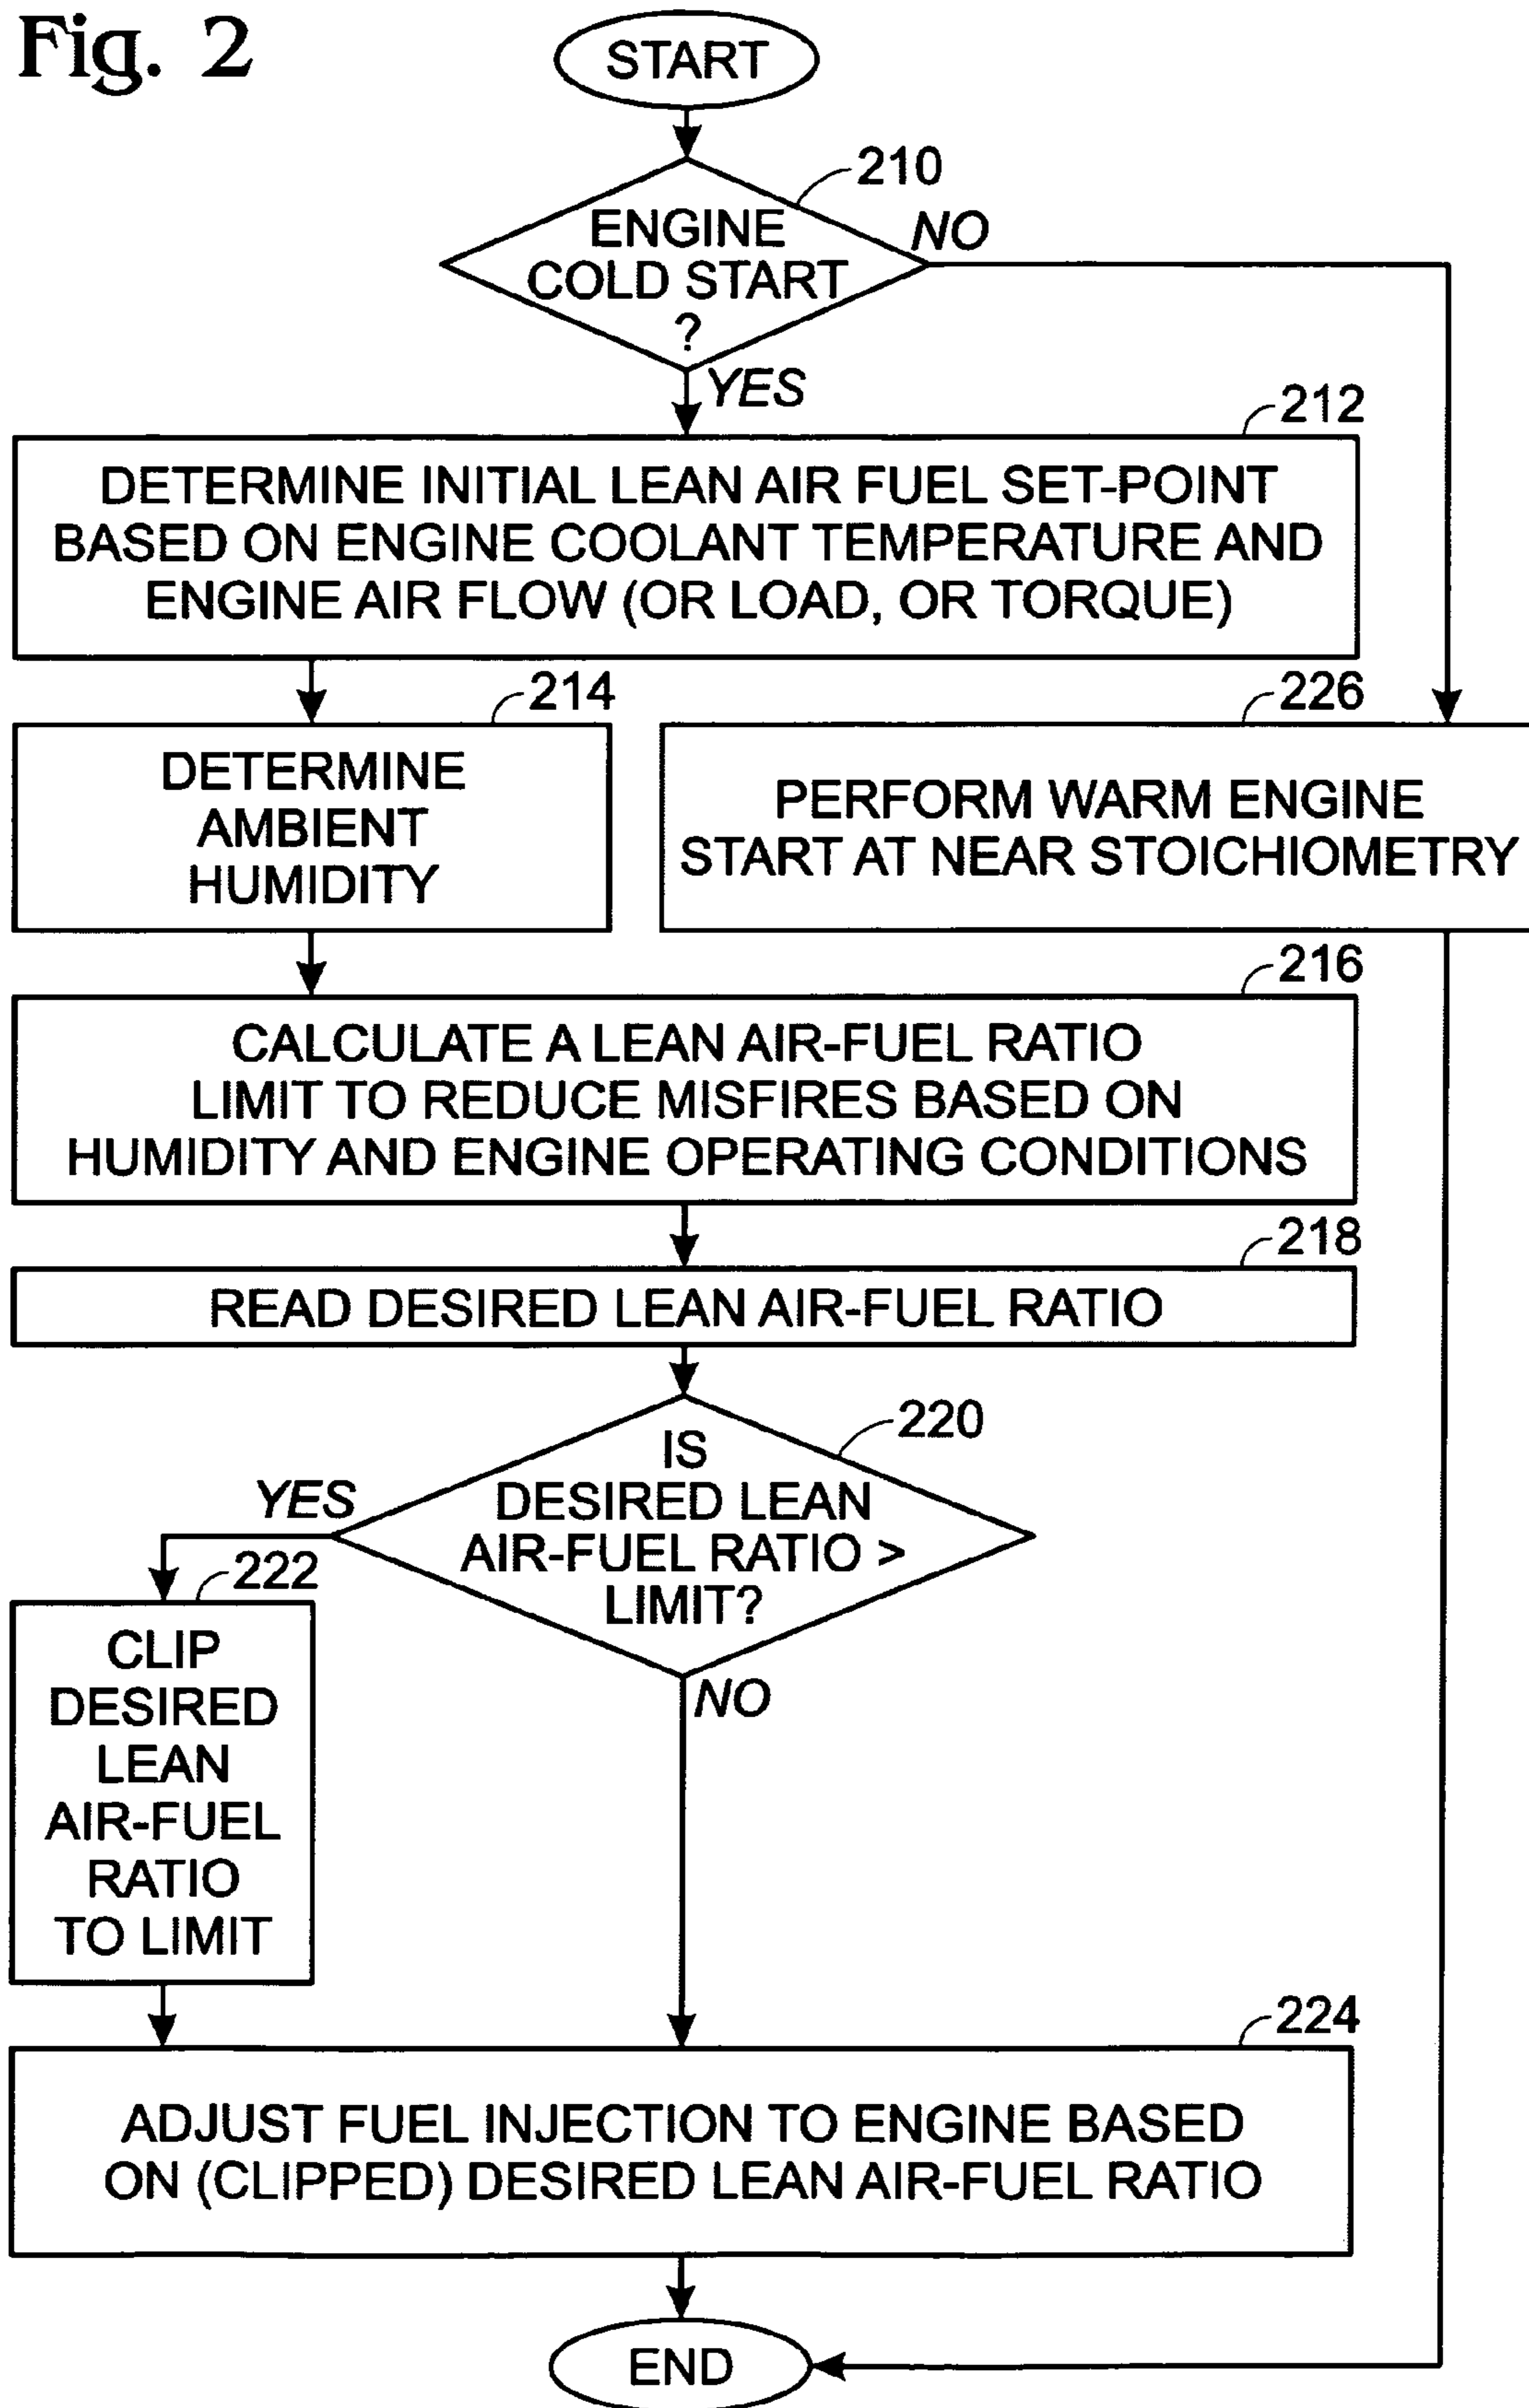 Fig. 2
START
210
ENGINE
COLD START
?
NO
YES
212
DETERMINE INITIAL LEAN AIR FUEL SET-POINT
BASED ON ENGINE COOLANT TEMPERATURE AND
ENGINE AIR FLOW (OR LOAD, OR TORQUE)
214
DETERMINE
AMBIENT
HUMIDITY
226
PERFORM WARM ENGINE
START AT NEAR STOICHIOMETRY
216
CALCULATE A LEAN AIR-FUEL RATIO
LIMIT TO REDUCE MISFIRES BASED ON
HUMIDITY AND ENGINE OPERATING CONDITIONS
218
READ DESIRED LEAN AIR-FUEL RATIO
220
IS
DESIRED LEAN
AIR-FUEL RATIO >
LIMIT?
YES
NO
222
CLIP
DESIRED
LEAN
AIR-FUEL
RATIO
TO LIMIT
224
ADJUST FUEL INJECTION TO ENGINE BASED
ON (CLIPPED) DESIRED LEAN AIR-FUEL RATIO
END